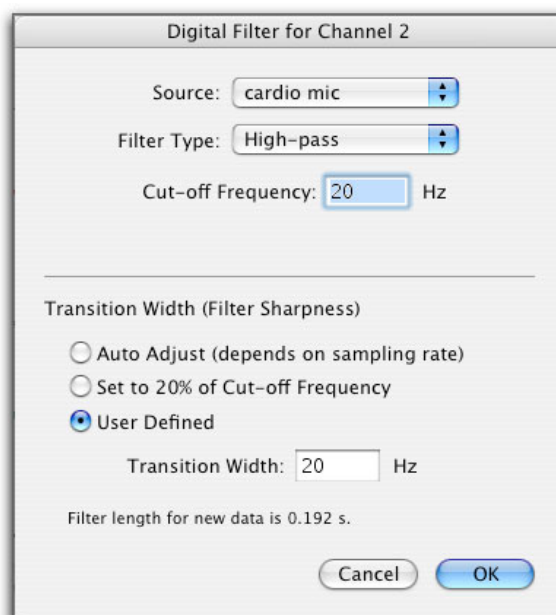 Digital Filter for Channel 2
Source: cardio mic
Filter Type: High-pass
Cut-off Frequency: 20 Hz
Transition Width (Filter Sharpness)
Auto Adjust (depends on sampling rate)
Set to 20% of Cut-off Frequency
User Defined
Transition Width: 20 Hz
Filter length for new data is 0.192 s.
Cancel OK